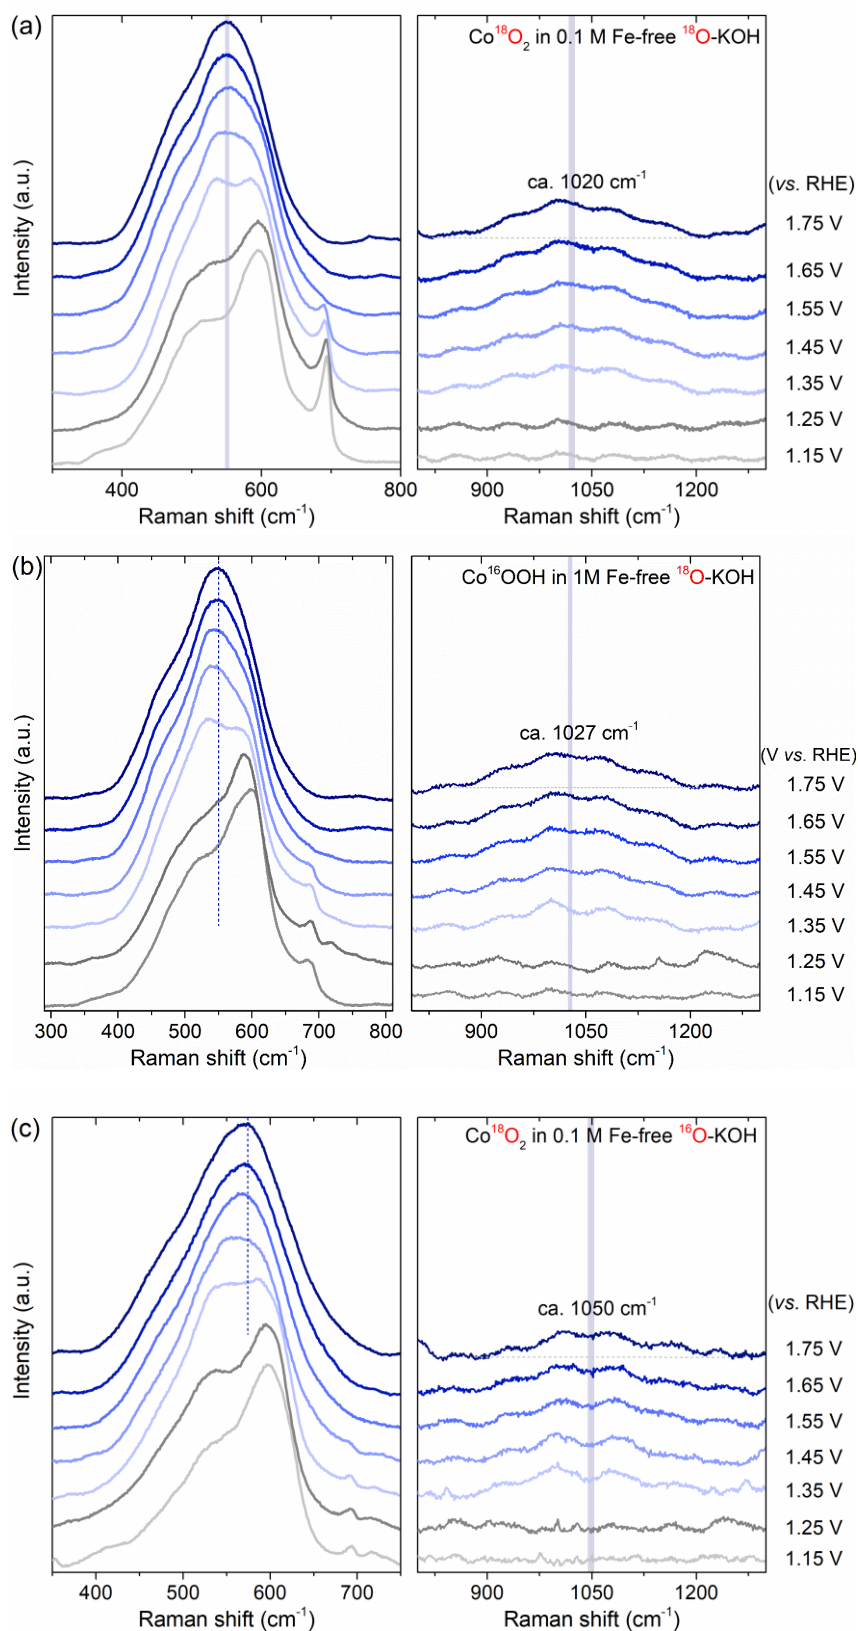 (a)
Co¹⁸O₂ in 0.1 M Fe-free ¹⁸O-KOH
ca. 1020 cm⁻¹
(vs. RHE)
1.75 V
1.65 V
1.55 V
1.45 V
1.35 V
1.25 V
1.15 V
Intensity (a.u.)
400 600 800
900 1050 1200
Raman shift (cm⁻¹)
Raman shift (cm⁻¹)
(b)
Co¹⁶OOH in 1M Fe-free ¹⁸O-KOH
ca. 1027 cm⁻¹
(V vs. RHE)
1.75 V
1.65 V
1.55 V
1.45 V
1.35 V
1.25 V
1.15 V
Intensity (a.u.)
300 400 500 600 700 800
900 1050 1200
Raman shift (cm⁻¹)
Raman shift (cm⁻¹)
(c)
Co¹⁸O₂ in 0.1 M Fe-free ¹⁶O-KOH
ca. 1050 cm⁻¹
(vs. RHE)
1.75 V
1.65 V
1.55 V
1.45 V
1.35 V
1.25 V
1.15 V
Intensity (a.u.)
400 500 600 700
900 1050 1200
Raman shift (cm⁻¹)
Raman shift (cm⁻¹)